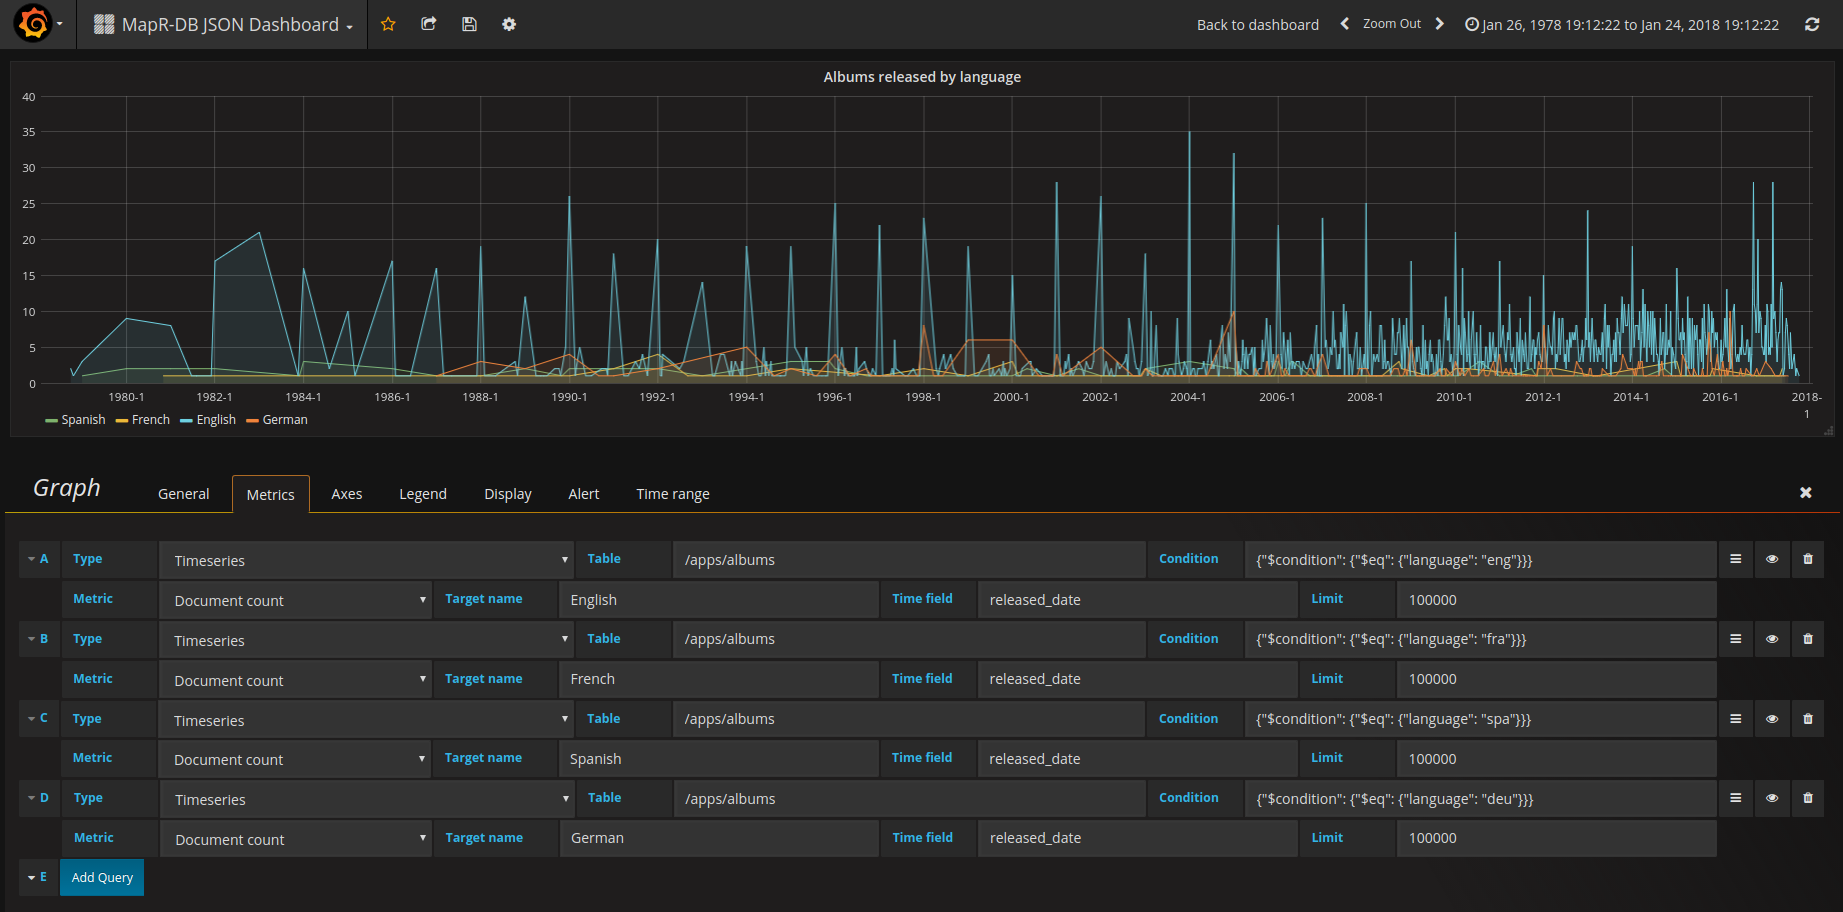 MapR-DB JSON Dashboard
Back to dashboard Zoom Out Jan 26, 1978 19:12:22 to Jan 24, 2018 19:12:22
Albums released by language
40
35
30
25
20
15
10
5
0
1980-1 1982-1 1984-1 1986-1 1988-1 1990-1 1992-1 1994-1 1996-1 1998-1 2000-1 2002-1 2004-1 2006-1 2008-1 2010-1 2012-1 2014-1 2016-1 2018-1
Spanish French English German
Graph General Metrics Axes Legend Display Alert Time range
A Type Timeseries Table /apps/albums Condition {"$condition": {"$eq": {"language": "eng"}}}
Metric Document count Target name English Time field released_date Limit 100000
B Type Timeseries Table /apps/albums Condition {"$condition": {"$eq": {"language": "fra"}}}
Metric Document count Target name French Time field released_date Limit 100000
C Type Timeseries Table /apps/albums Condition {"$condition": {"$eq": {"language": "spa"}}}
Metric Document count Target name Spanish Time field released_date Limit 100000
D Type Timeseries Table /apps/albums Condition {"$condition": {"$eq": {"language": "deu"}}}
Metric Document count Target name German Time field released_date Limit 100000
E Add Query